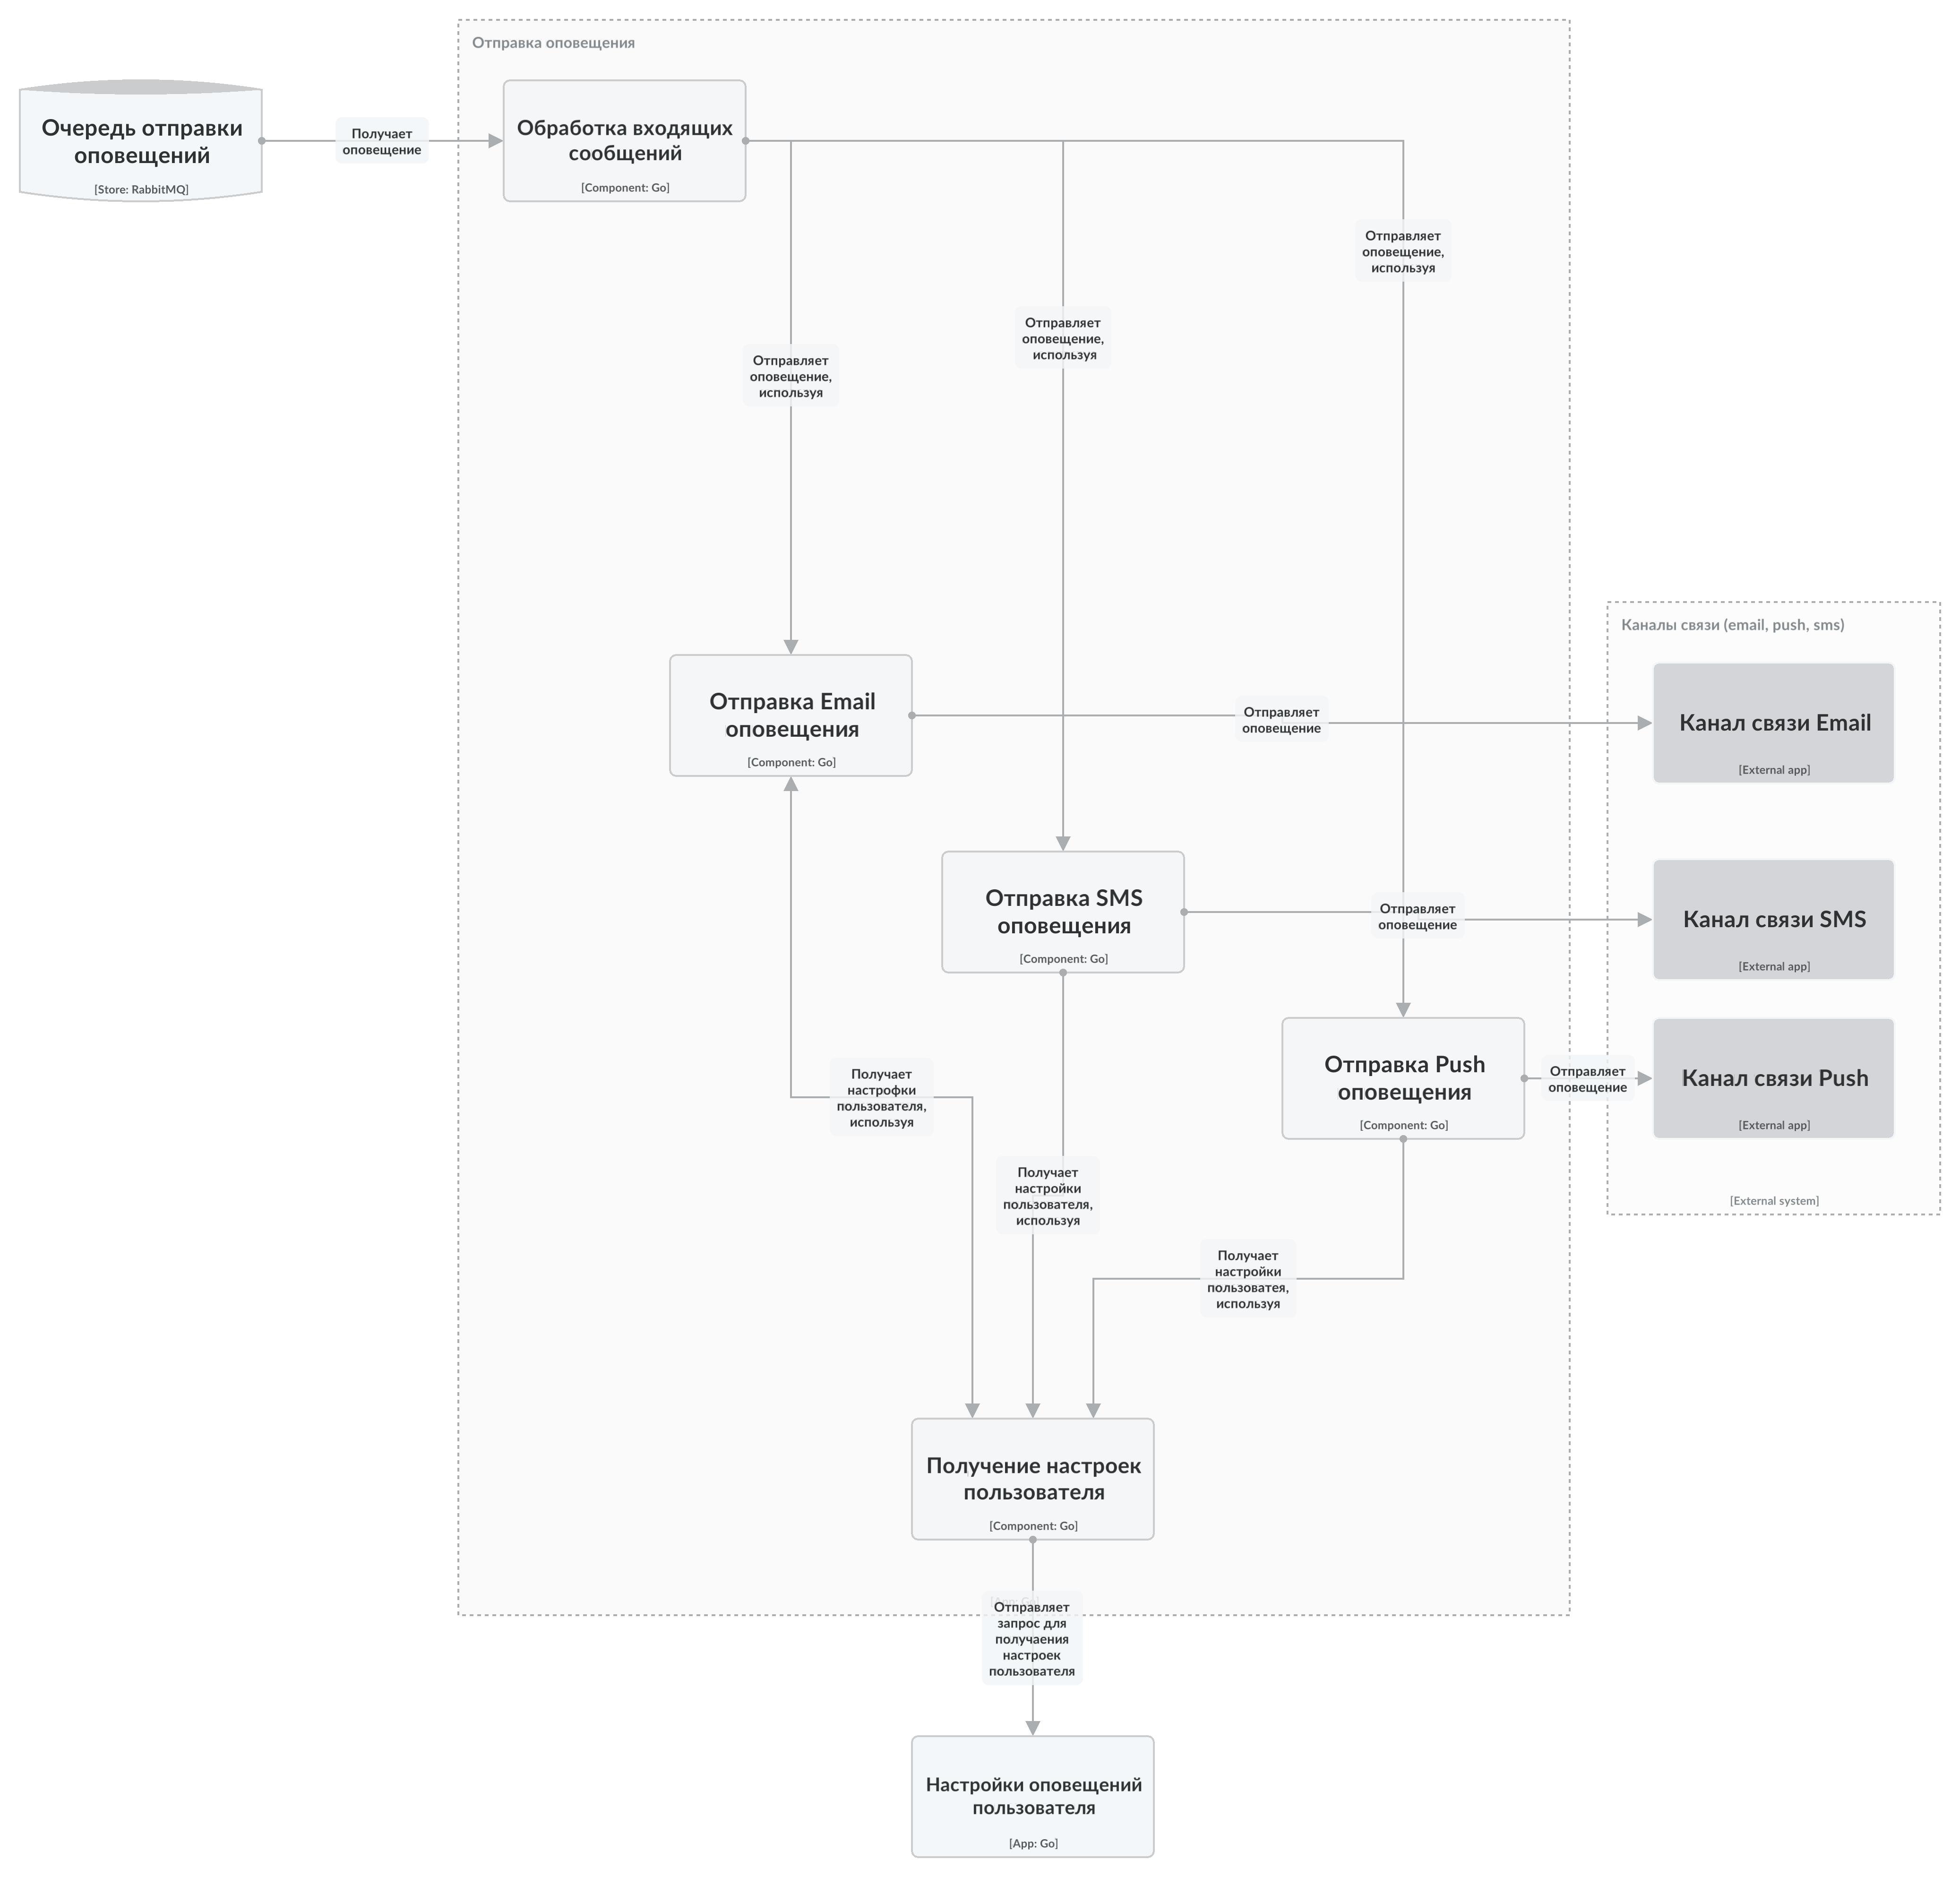 Отправка оповещения
Очередь отправки
оповещений
[Store: RabbitMQ]
Получает
оповещение
Обработка входящих
сообщений
[Component: Go]
Отправляет
оповещение,
используя
Отправляет
оповещение,
используя
Отправляет
оповещение,
используя
Каналы связи (email, push, sms)
Отправка Email
оповещения
[Component: Go]
Отправляет
оповещение
Канал связи Email
[External app]
Отправка SMS
оповещения
[Component: Go]
Отправляет
оповещение
Канал связи SMS
[External app]
Отправка Push
оповещения
[Component: Go]
Отправляет
оповещение
Канал связи Push
[External app]
[External system]
Получает
настрофки
пользователя,
используя
Получает
настройки
пользователя,
используя
Получает
настройки
пользоватея,
используя
Получение настроек
пользователя
[Component: Go]
Отправляет
запрос для
получаения
настроек
пользователя
Настройки оповещений
пользователя
[App: Go]